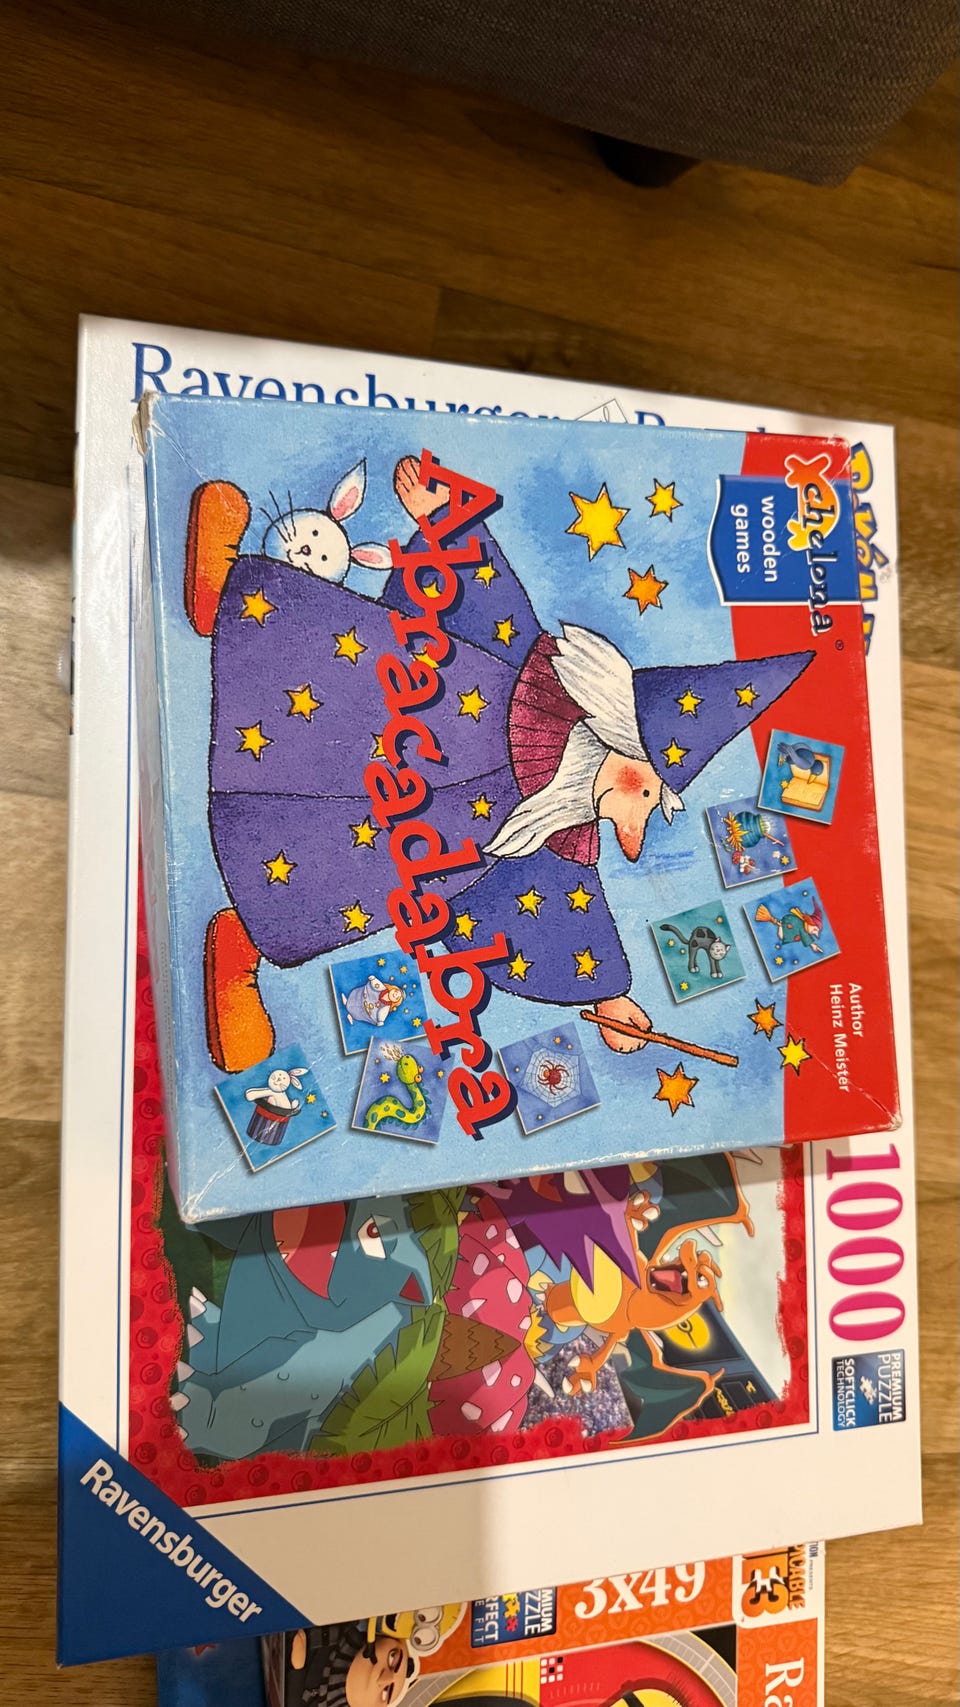 chelona®
wooden
games
Author
Heinz Meister
Abracadabra
Ravensburger
1000
PREMIUM
PUZZLE
SOFTCLICK
TECHNOLOGY
Ravensburger
3x49